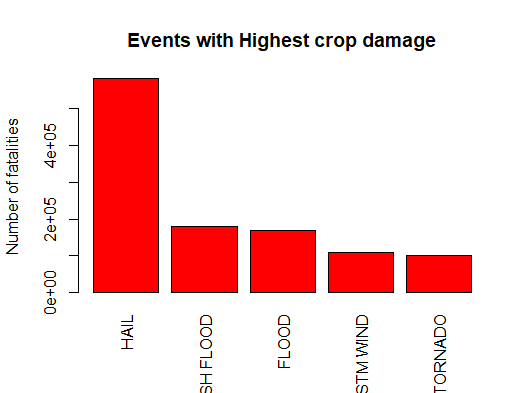 Events with Highest crop damage
Number of fatalities
4e+05
2e+05
0e+00
HAIL
SH FLOOD
FLOOD
STM WIND
TORNADO